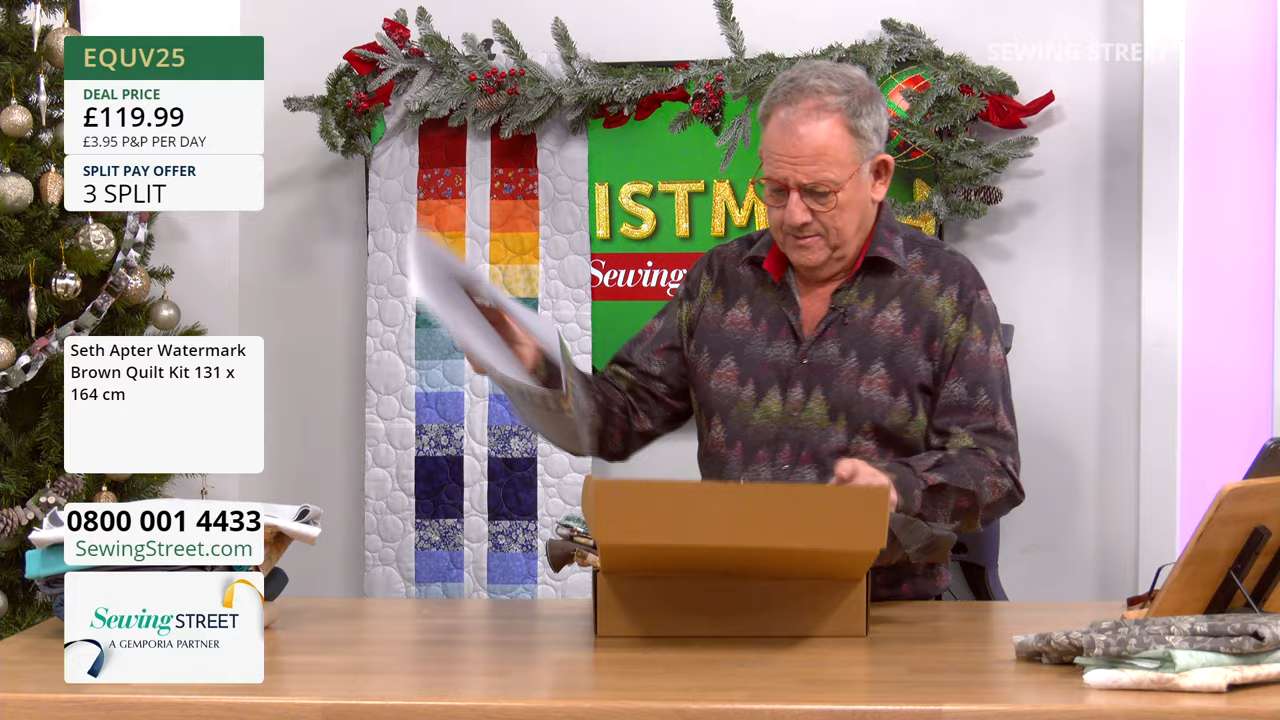 EQUV25
DEAL PRICE
£119.99
£3.95 P&P PER DAY
SPLIT PAY OFFER
3 SPLIT
Seth Apter Watermark
Brown Quilt Kit 131 x
164 cm
0800 001 4433
SewingStreet.com
Sewing STREET
A GEMPORIA PARTNER
SEWING STREET
ISTM
Sewing